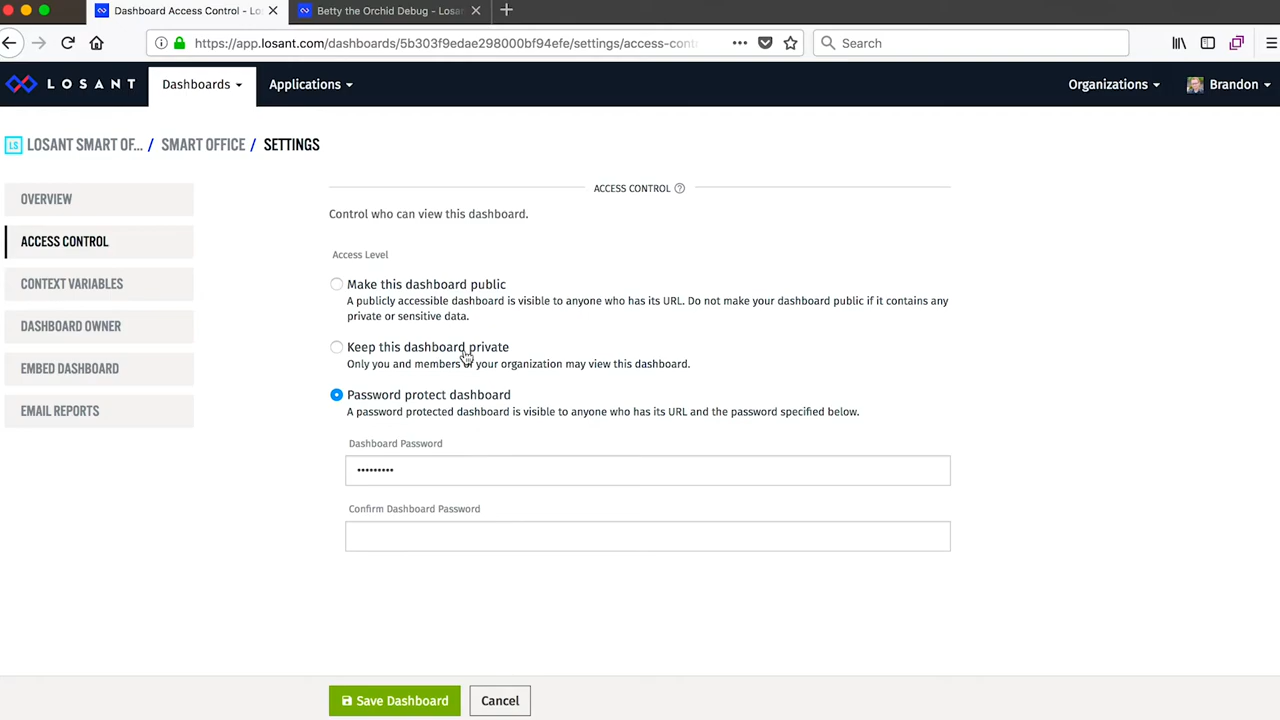 Dashboard Access Control - Los
Betty the Orchid Debug - Losan
https://app.losant.com/dashboards/5b303f9edae298000bf94efe/settings/access-cont
Search
LOSANT
Dashboards
Applications
Organizations
Brandon
LS LOSANT SMART OF... / SMART OFFICE / SETTINGS
OVERVIEW
ACCESS CONTROL
CONTEXT VARIABLES
DASHBOARD OWNER
EMBED DASHBOARD
EMAIL REPORTS
ACCESS CONTROL ?
Control who can view this dashboard.
Access Level
Make this dashboard public
A publicly accessible dashboard is visible to anyone who has its URL. Do not make your dashboard public if it contains any
private or sensitive data.
Keep this dashboard private
Only you and members of your organization may view this dashboard.
Password protect dashboard
A password protected dashboard is visible to anyone who has its URL and the password specified below.
Dashboard Password
•••••••••
Confirm Dashboard Password
Save Dashboard
Cancel